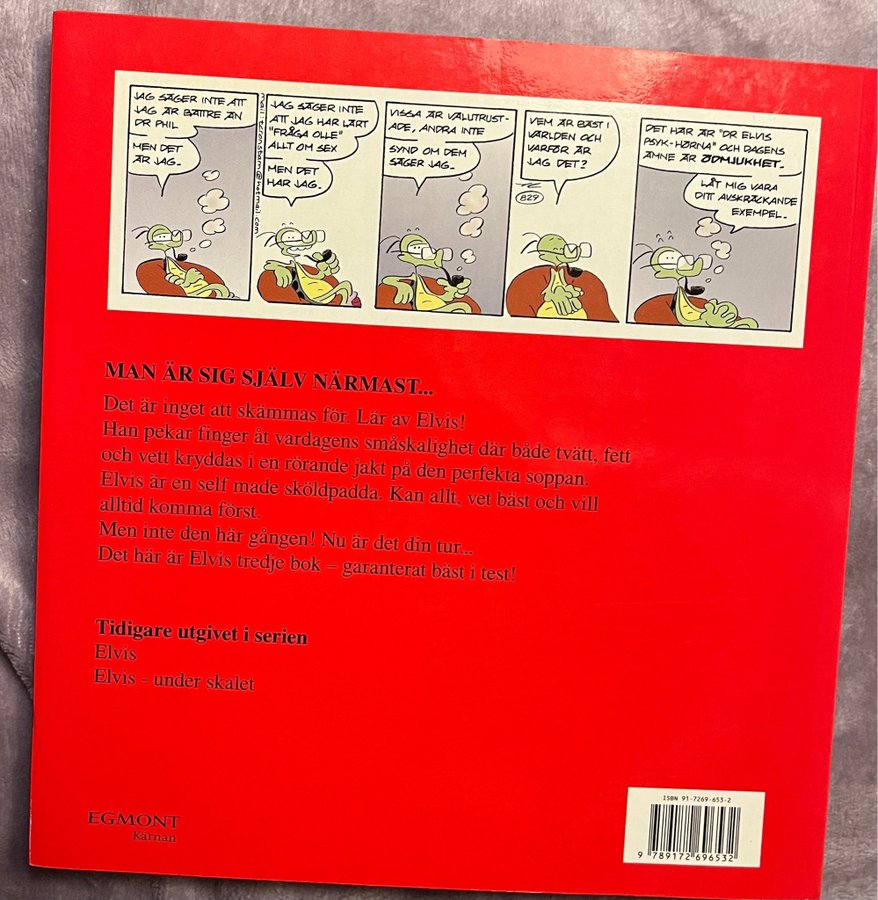 JAG SÄGER INTE ATT
JAG ÄR BÄTTRE ÄN
DR PHIL
MEN DET
ÄR JAG.
mail: t.cronstam@hotmail.com
JAG SÄGER INTE
ATT JAG HAR LÄRT
"FRÅGA OLLE"
ALLT OM SEX
MEN DET
HAR JAG.
VISSA ÄR VÄLUTRUST-
ADE, ANDRA INTE
SYND OM DEM
SÄGER JAG.
VEM ÄR BÄST I
VÄRLDEN OCH
VARFÖR ÄR
JAG DET?
829
DET HÄR ÄR "DR ELVIS
PSYK-HÖRNA" OCH DAGENS
ÄMNE ÄR ÖDMJUKHET.
LÅT MIG VARA
DITT AVSKRÄCKANDE
EXEMPEL.
MAN ÄR SIG SJÄLV NÄRMAST...
Det är inget att skämmas för. Lär av Elvis!
Han pekar finger åt vardagens småskalighet där både tvätt, fett
och vett kryddas i en rörande jakt på den perfekta soppan.
Elvis är en self made sköldpadda. Kan allt, vet bäst och vill
alltid komma först.
Men inte den här gången! Nu är det din tur...
Det här är Elvis tredje bok – garanterat bäst i test!
Tidigare utgivet i serien
Elvis
Elvis - under skalet
EGMONT
Kärnan
ISBN 91-7269-653-2
9 789172 696532